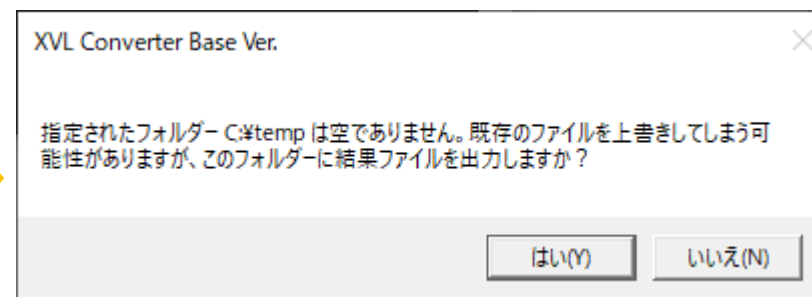 XVL Converter Base Ver.
指定されたフォルダー C:¥temp は空でありません。既存のファイルを上書きしてしまう可
能性がありますが、このフォルダーに結果ファイルを出力しますか？
はい(Y)
いいえ(N)